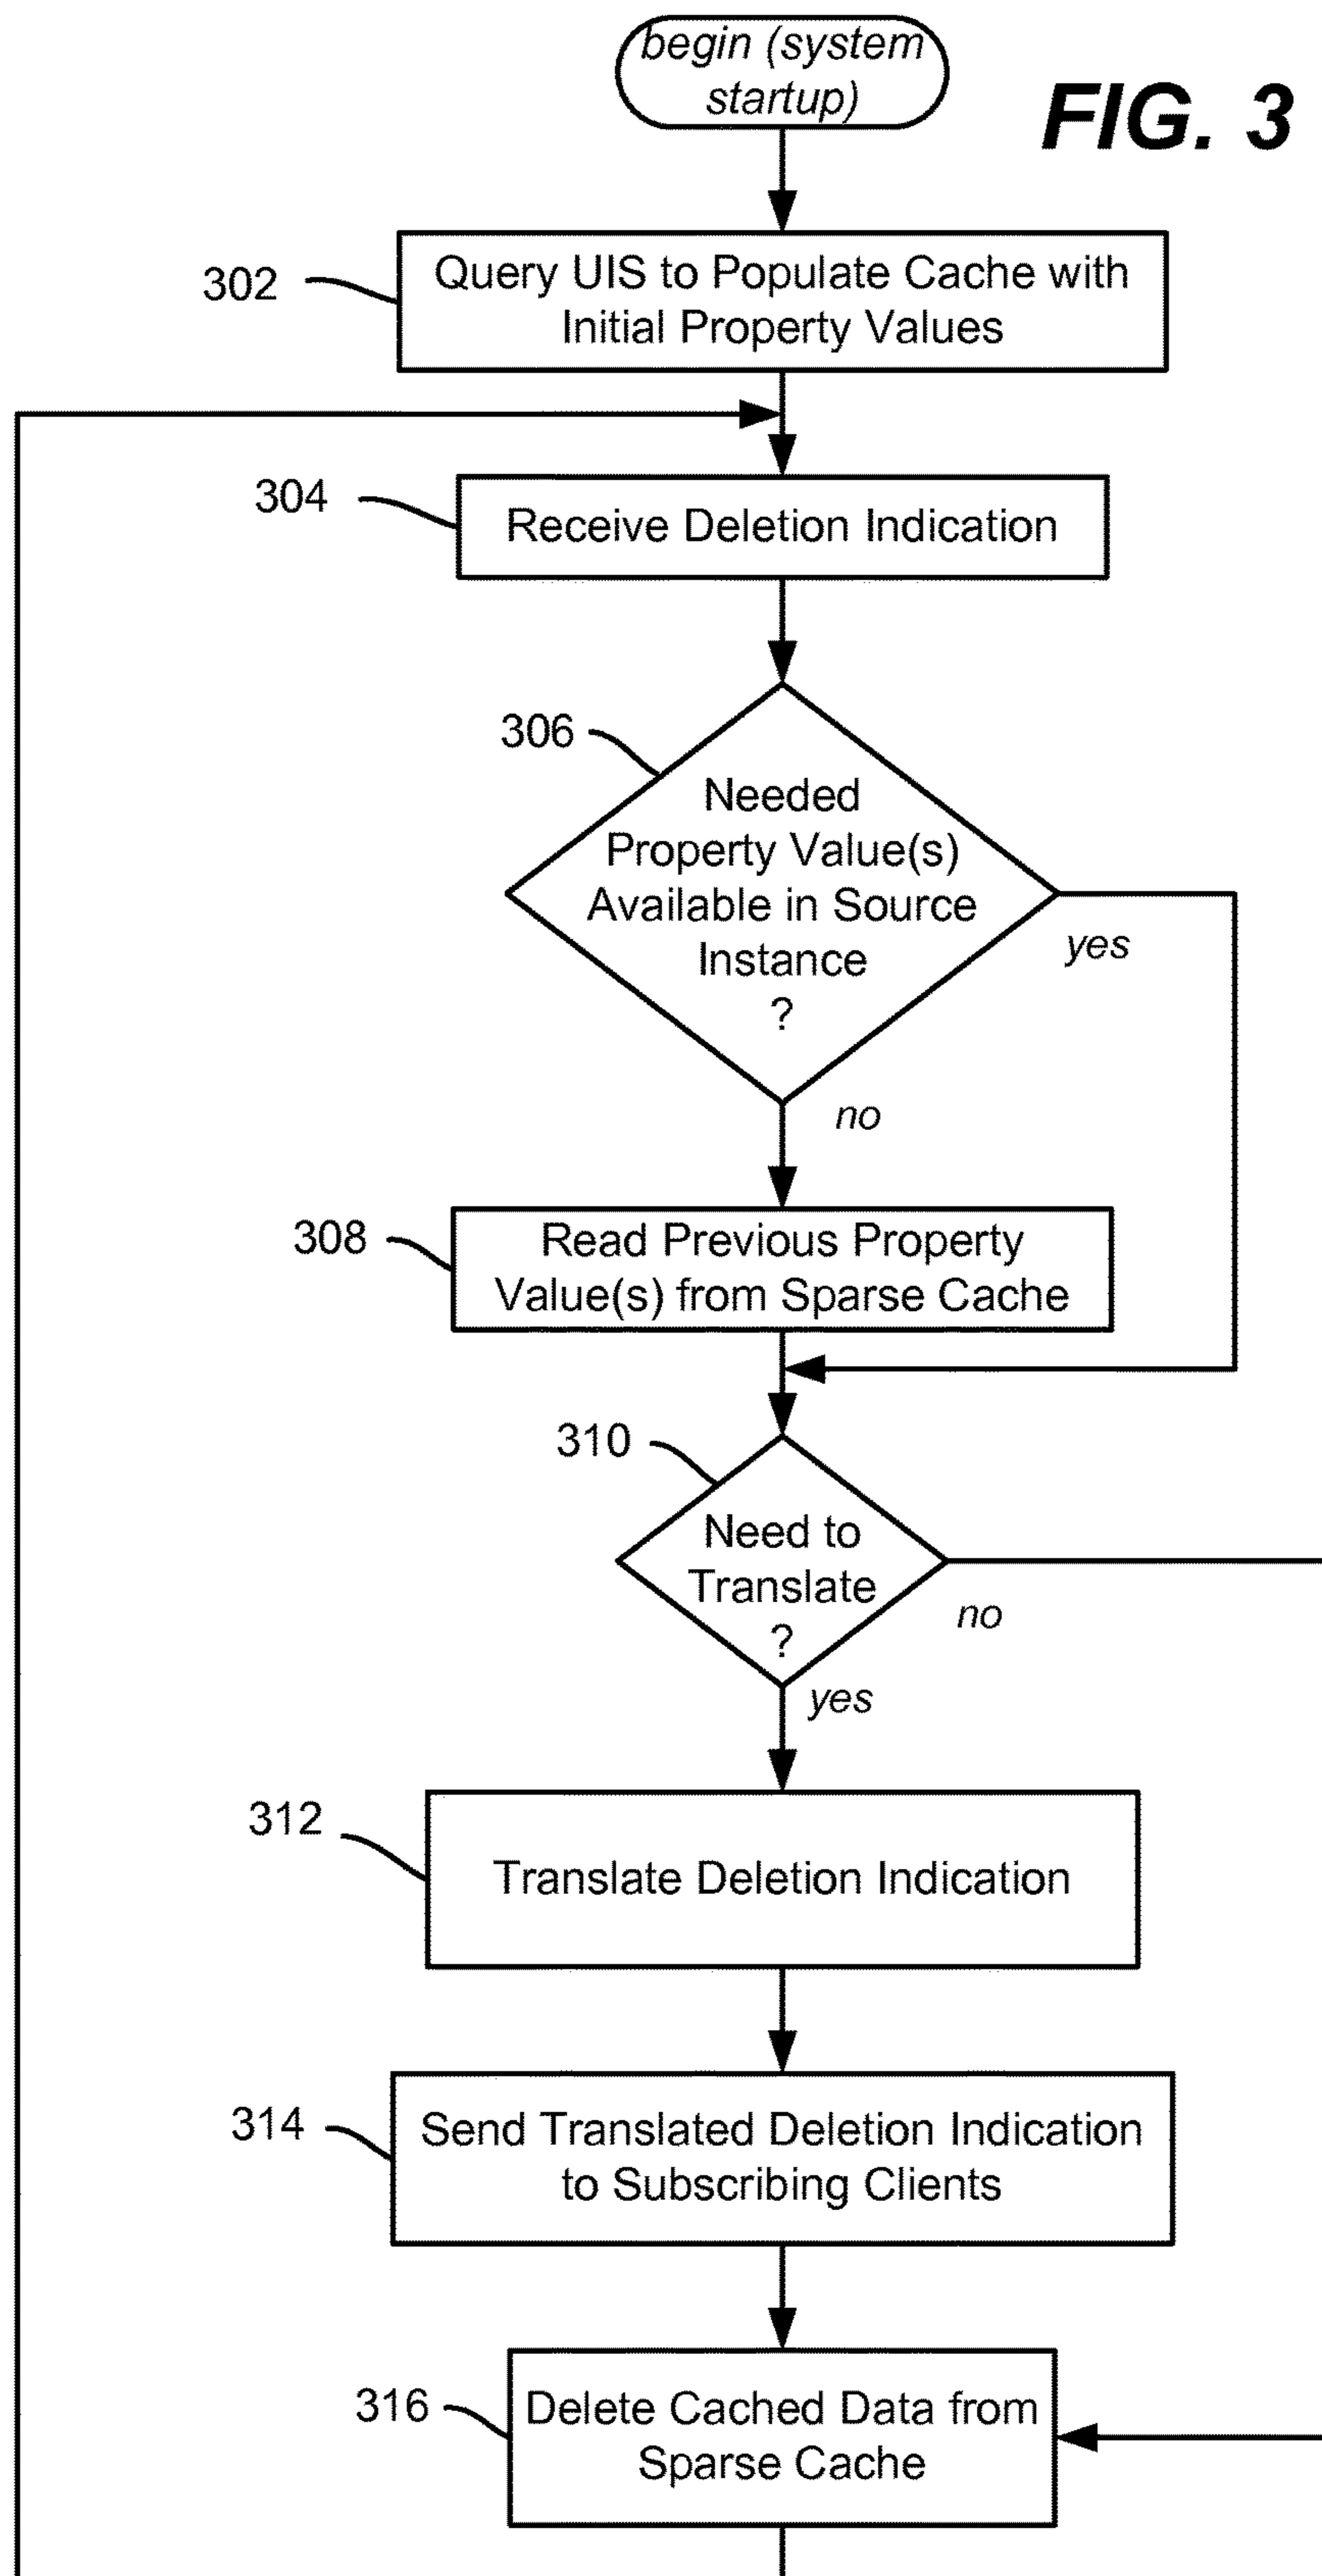 begin (system
startup)
FIG. 3
302
Query UIS to Populate Cache with
Initial Property Values
304
Receive Deletion Indication
306
Needed
Property Value(s)
Available in Source
Instance
?
yes
no
308
Read Previous Property
Value(s) from Sparse Cache
310
Need to
Translate
?
no
yes
312
Translate Deletion Indication
314
Send Translated Deletion Indication
to Subscribing Clients
316
Delete Cached Data from
Sparse Cache